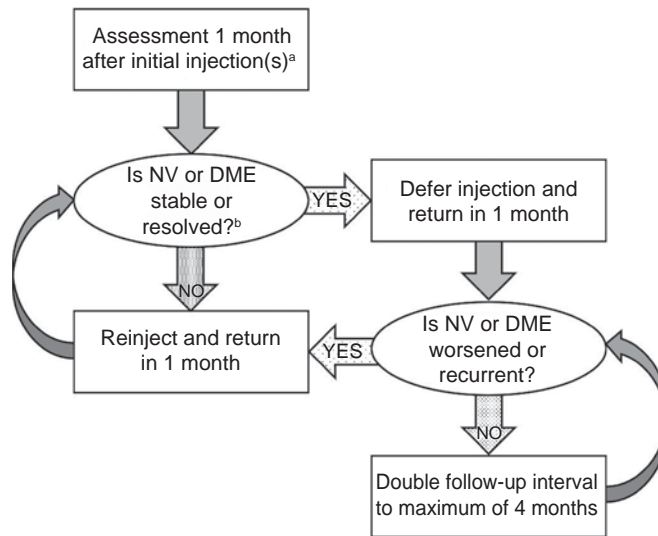 Assessment 1 month
after initial injection(s)ᵃ
Is NV or DME
stable or
resolved?ᵇ
YES
Defer injection and
return in 1 month
NO
Reinject and return
in 1 month
YES
Is NV or DME
worsened or
recurrent?
NO
Double follow-up interval
to maximum of 4 months